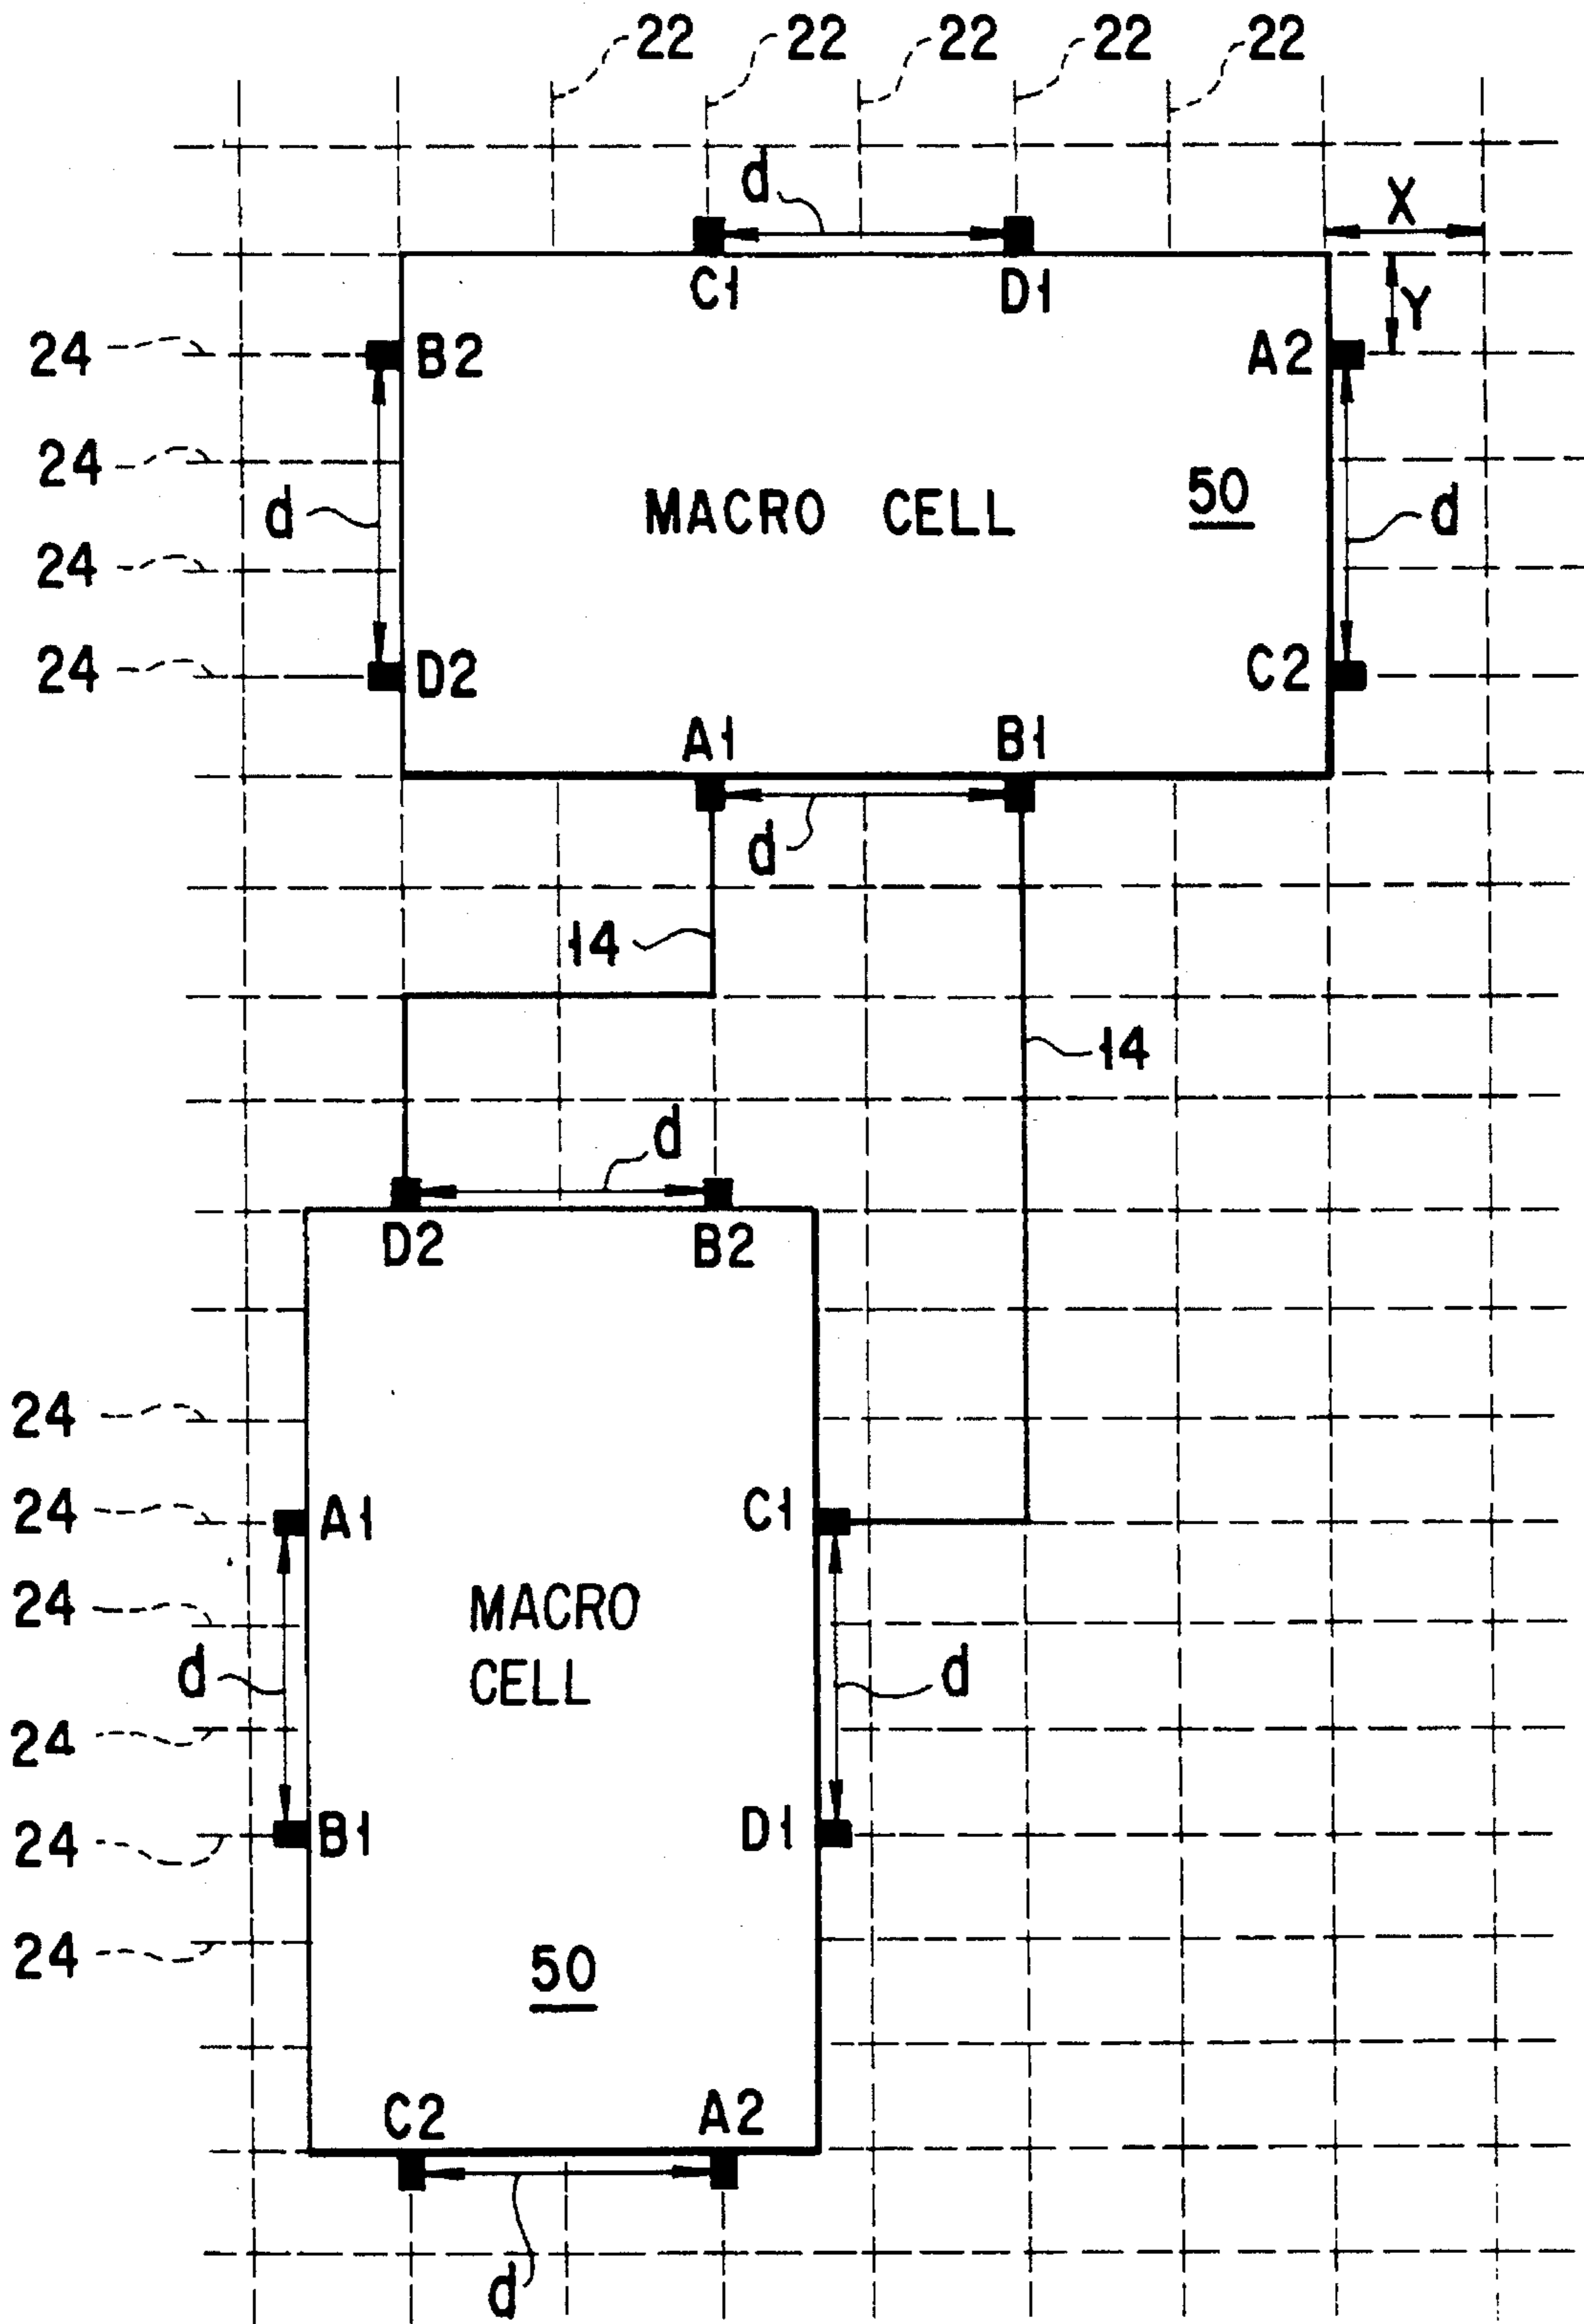 22 22 22 22 22
d
X
C1 D1
Y
24 B2 A2
24
d MACRO CELL 50 d
24
24 D2 C2
A1 B1
d
14
14
d
D2 B2
24
24 A1 C1
24 MACRO
d CELL d
24
24 B1 D1
24 50
C2 A2
d